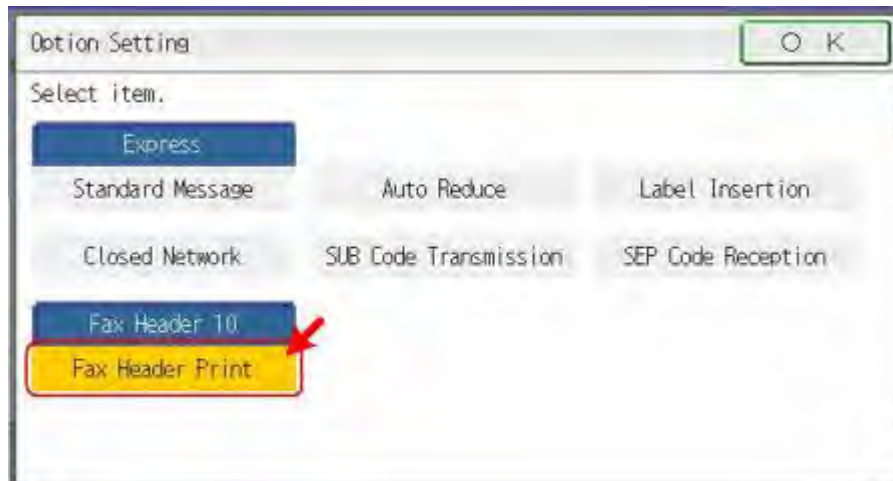 Option Setting
O K
Select item.
Express
Standard Message Auto Reduce Label Insertion
Closed Network SUB Code Transmission SEP Code Reception
Fax Header 10
Fax Header Print